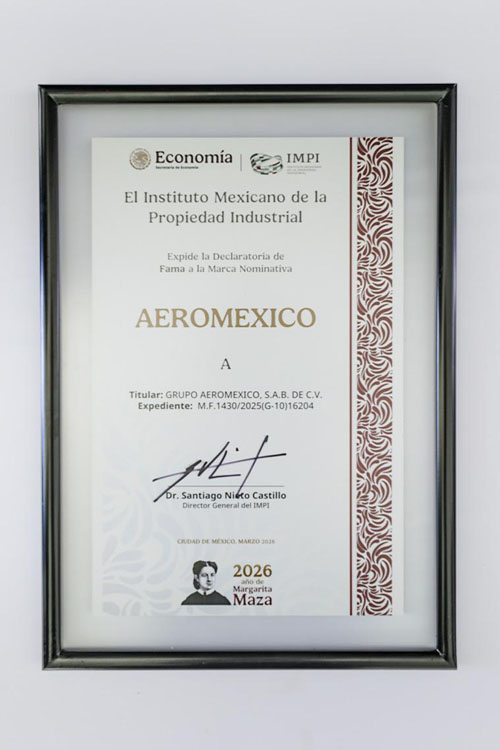 Economía
Secretaría de Economía
IMPI
El Instituto Mexicano de la
Propiedad Industrial
Expide la Declaratoria de
Fama a la Marca Nominativa
AEROMEXICO
A
Titular: GRUPO AEROMEXICO, S.A.B. DE C.V.
Expediente: M.F.1430/2025(G-10)16204
Dr. Santiago Nieto Castillo
Director General del IMPI
CIUDAD DE MÉXICO, MARZO 2026
2026
año de
Margarita
Maza